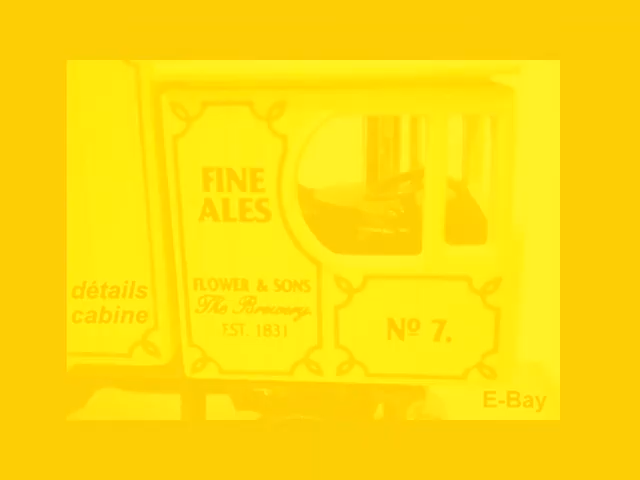 FINE
ALES
FLOWER & SONS
The Brewery.
EST. 1831
Nº 7.
détails
cabine
E-Bay